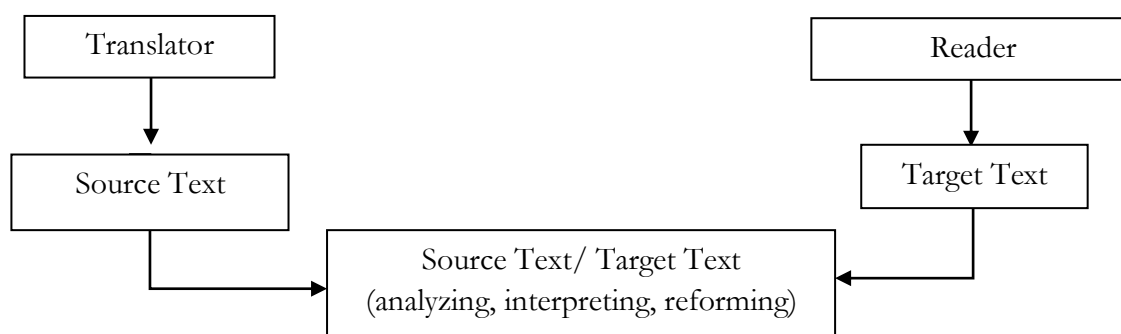 Translator
Reader
Source Text
Target Text
Source Text/ Target Text
(analyzing, interpreting, reforming)